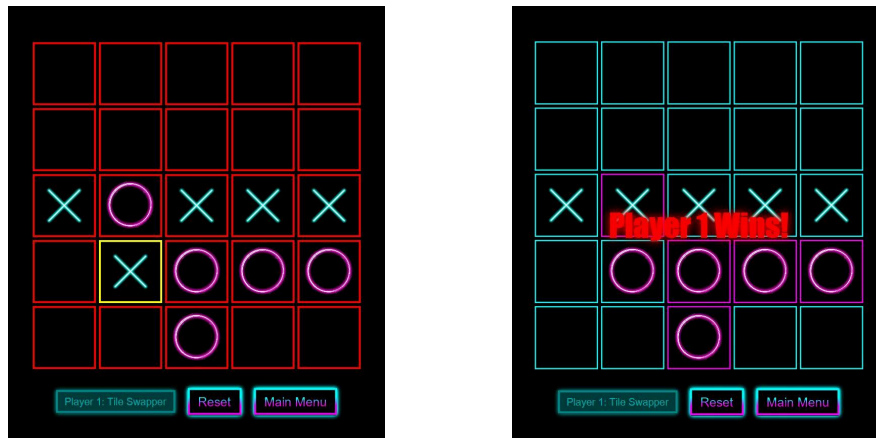 Player 1: Tile Swapper
Reset
Main Menu
Player 1 Wins!
Player 1: Tile Swapper
Reset
Main Menu